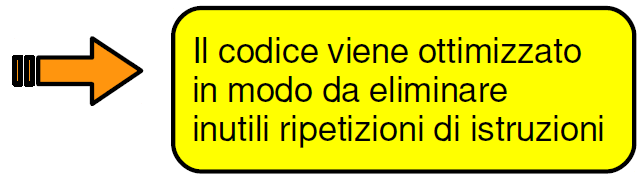 Il codice viene ottimizzato
in modo da eliminare
inutili ripetizioni di istruzioni